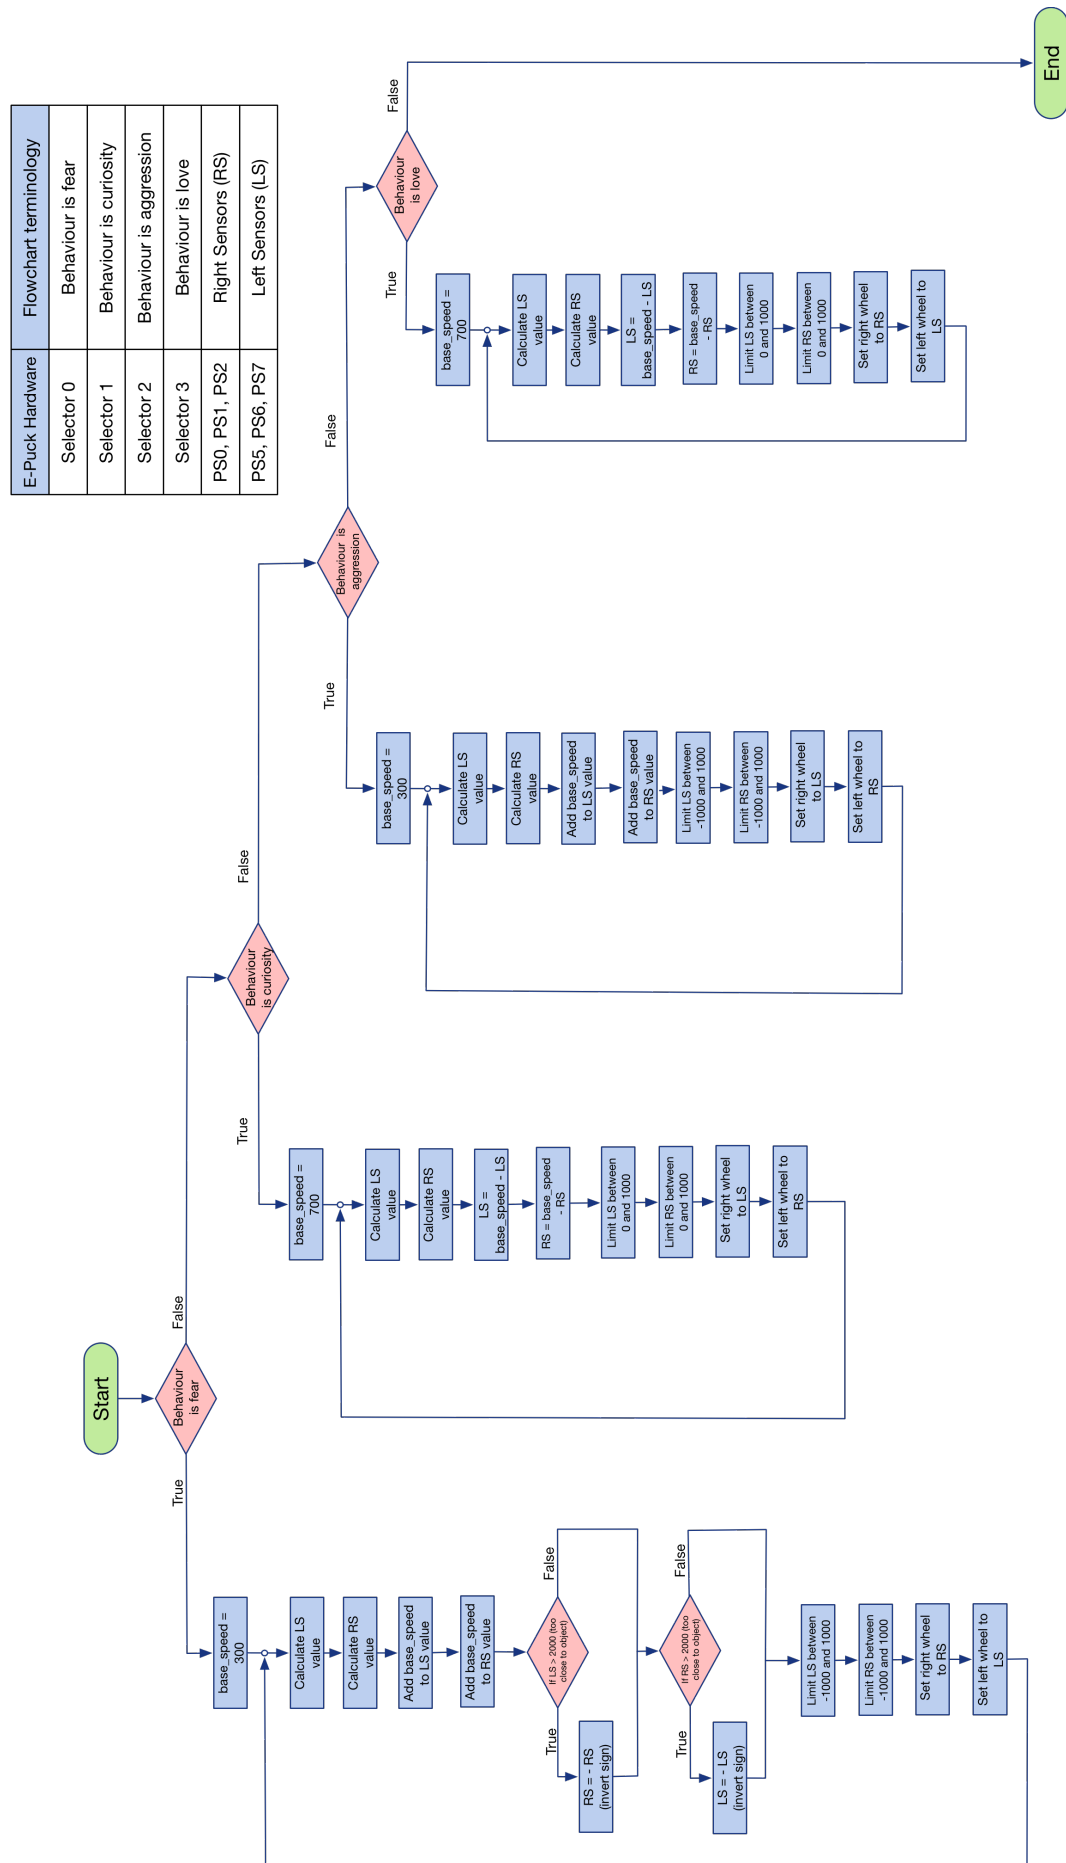 Start
Behaviour
is fear
True
False
base_speed =
300
Calculate LS
value
Calculate RS
value
Add base_speed
to LS value
Add base_speed
to RS value
If LS > 2000 (too
close to object)
True
False
RS = - RS
(invert sign)
If RS > 2000 (too
close to object)
True
False
LS = - LS
(invert sign)
Limit LS between
-1000 and 1000
Limit RS between
-1000 and 1000
Set right wheel
to RS
Set left wheel to
LS
Behaviour
is curiosity
True
False
base_speed =
700
Calculate LS
value
Calculate RS
value
LS =
base_speed - LS
RS = base_speed
- RS
Limit LS between
0 and 1000
Limit RS between
0 and 1000
Set right wheel
to LS
Set left wheel to
RS
Behaviour is
aggression
True
False
base_speed =
300
Calculate LS
value
Calculate RS
value
Add base_speed
to LS value
Add base_speed
to RS value
Limit LS between
-1000 and 1000
Limit RS between
-1000 and 1000
Set right wheel
to LS
Set left wheel to
RS
Behaviour
is love
True
False
base_speed =
700
Calculate LS
value
Calculate RS
value
LS =
base_speed - LS
RS = base_speed
- RS
Limit LS between
0 and 1000
Limit RS between
0 and 1000
Set right wheel
to RS
Set left wheel to
LS
End
E-Puck Hardware Flowchart terminology
Selector 0 Behaviour is fear
Selector 1 Behaviour is curiosity
Selector 2 Behaviour is aggression
Selector 3 Behaviour is love
PS0, PS1, PS2 Right Sensors (RS)
PS5, PS6, PS7 Left Sensors (LS)